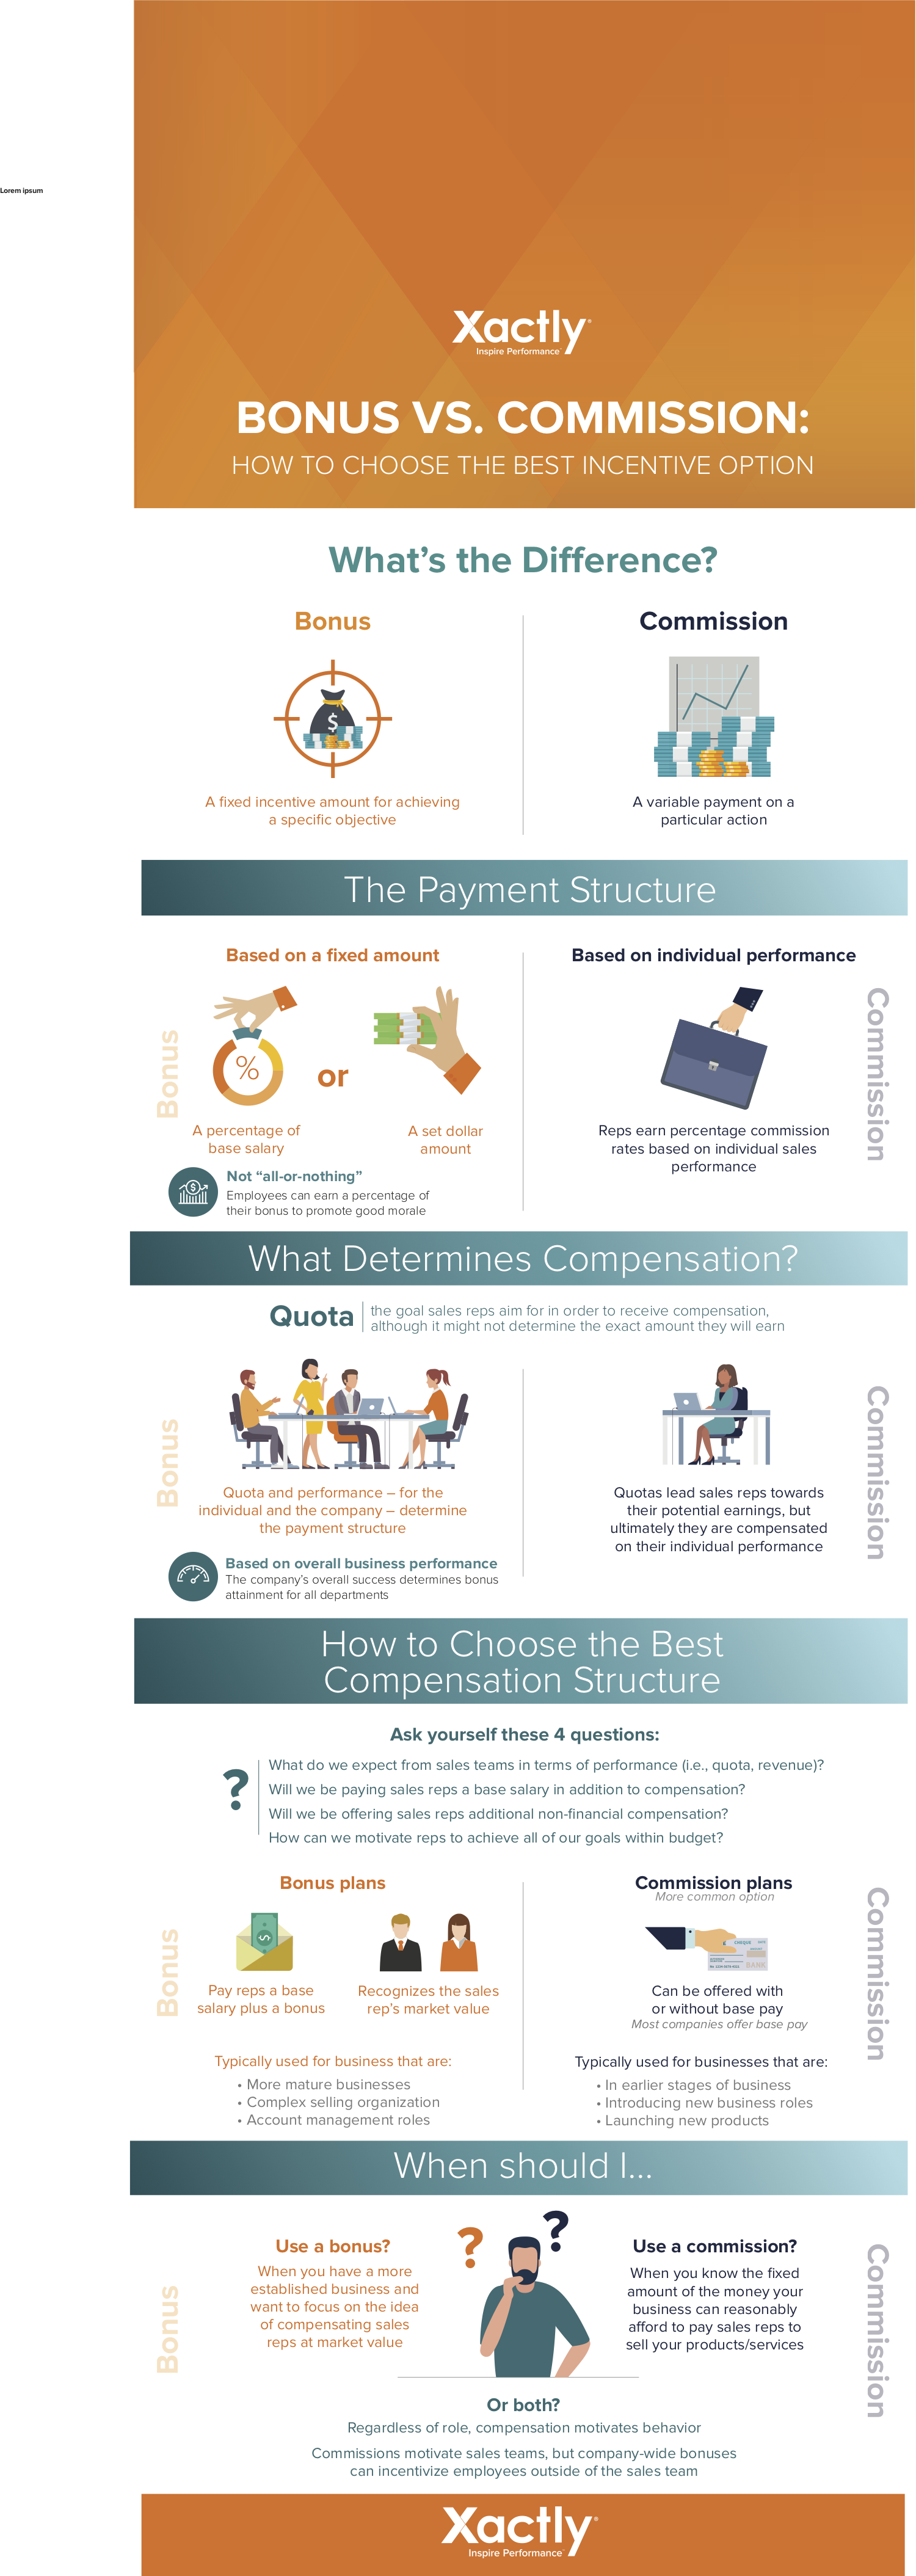 Lorem ipsum
Xactly
Inspire Performance
BONUS VS. COMMISSION:
HOW TO CHOOSE THE BEST INCENTIVE OPTION
What's the Difference?
Bonus
$
A fixed incentive amount for achieving
a specific objective
Commission
A variable payment on a
particular action
The Payment Structure
Bonus
Based on a fixed amount
%
or
A percentage of
base salary
A set dollar
amount
$
Not “all-or-nothing”
Employees can earn a percentage of
their bonus to promote good morale
Based on individual performance
Reps earn percentage commission
rates based on individual sales
performance
Commission
What Determines Compensation?
Quota
the goal sales reps aim for in order to receive compensation,
although it might not determine the exact amount they will earn
Bonus
Quota and performance – for the
individual and the company – determine
the payment structure
Based on overall business performance
The company's overall success determines bonus
attainment for all departments
Quotas lead sales reps towards
their potential earnings, but
ultimately they are compensated
on their individual performance
Commission
How to Choose the Best
Compensation Structure
Ask yourself these 4 questions:
?
What do we expect from sales teams in terms of performance (i.e., quota, revenue)?
Will we be paying sales reps a base salary in addition to compensation?
Will we be offering sales reps additional non-financial compensation?
How can we motivate reps to achieve all of our goals within budget?
Bonus
Bonus plans
Pay reps a base
salary plus a bonus
Recognizes the sales
rep's market value
Typically used for business that are:
• More mature businesses
• Complex selling organization
• Account management roles
Commission plans
More common option
CHEQUE
BANK
Can be offered with
or without base pay
Most companies offer base pay
Typically used for businesses that are:
• In earlier stages of business
• Introducing new business roles
• Launching new products
Commission
When should I...
Bonus
Use a bonus?
When you have a more
established business and
want to focus on the idea
of compensating sales
reps at market value
? ?
Use a commission?
When you know the fixed
amount of the money your
business can reasonably
afford to pay sales reps to
sell your products/services
Commission
Or both?
Regardless of role, compensation motivates behavior
Commissions motivate sales teams, but company-wide bonuses
can incentivize employees outside of the sales team
Xactly
Inspire Performance